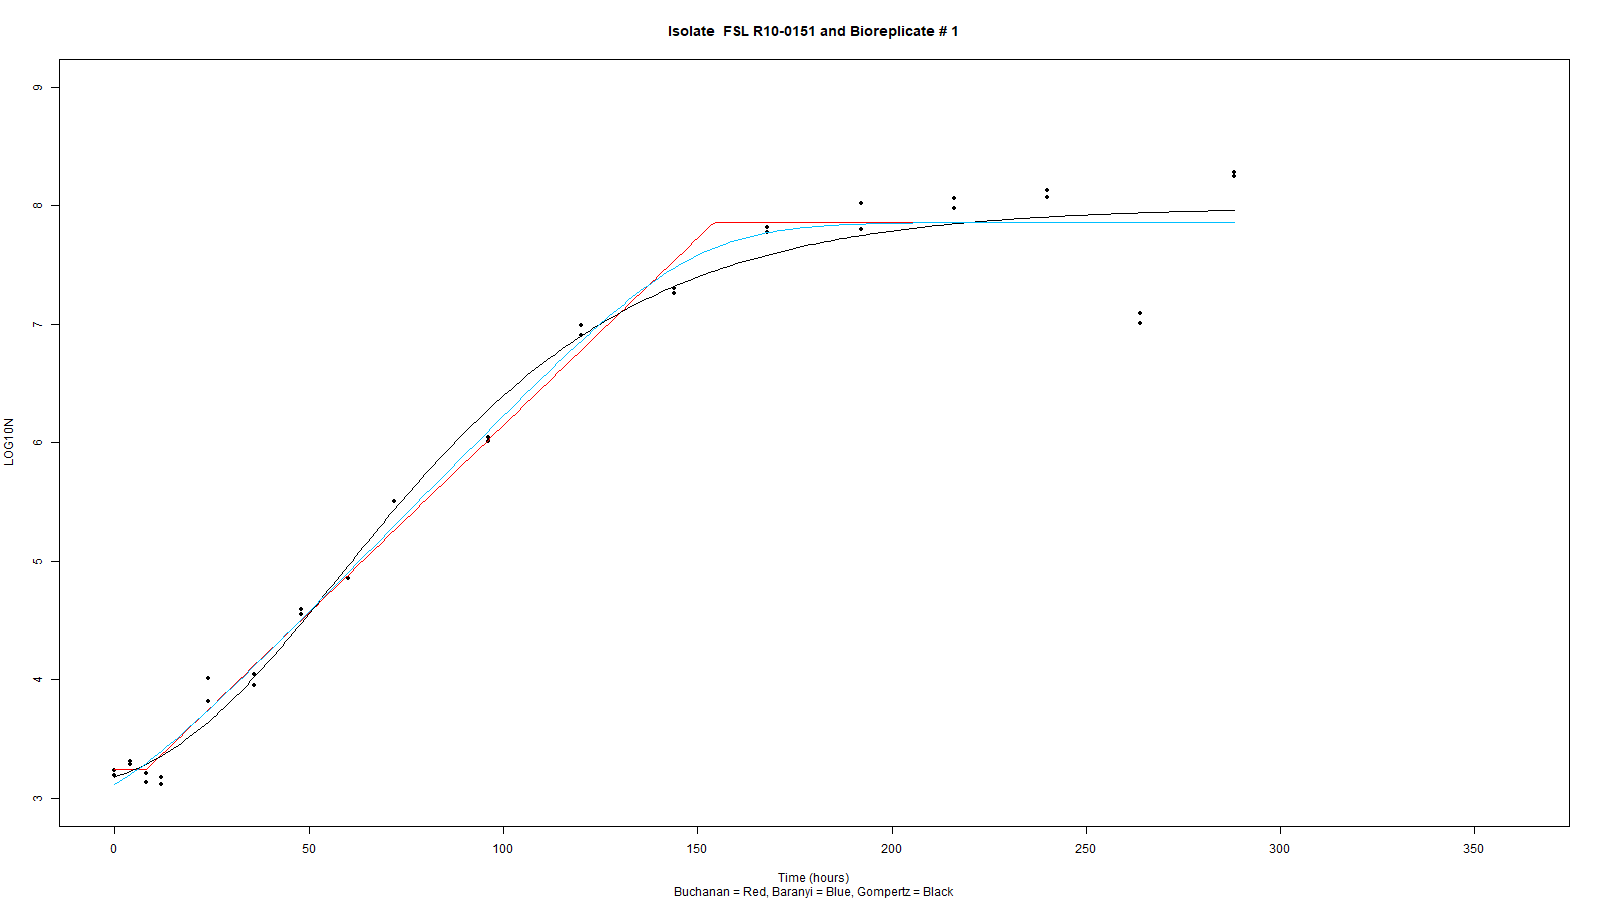 Isolate  FSL R10-0151 and Bioreplicate # 1
9
8
7
6
5
4
3
LOG10N
0 50 100 150 200 250 300 350
Time (hours)
Buchanan = Red, Baranyi = Blue, Gompertz = Black